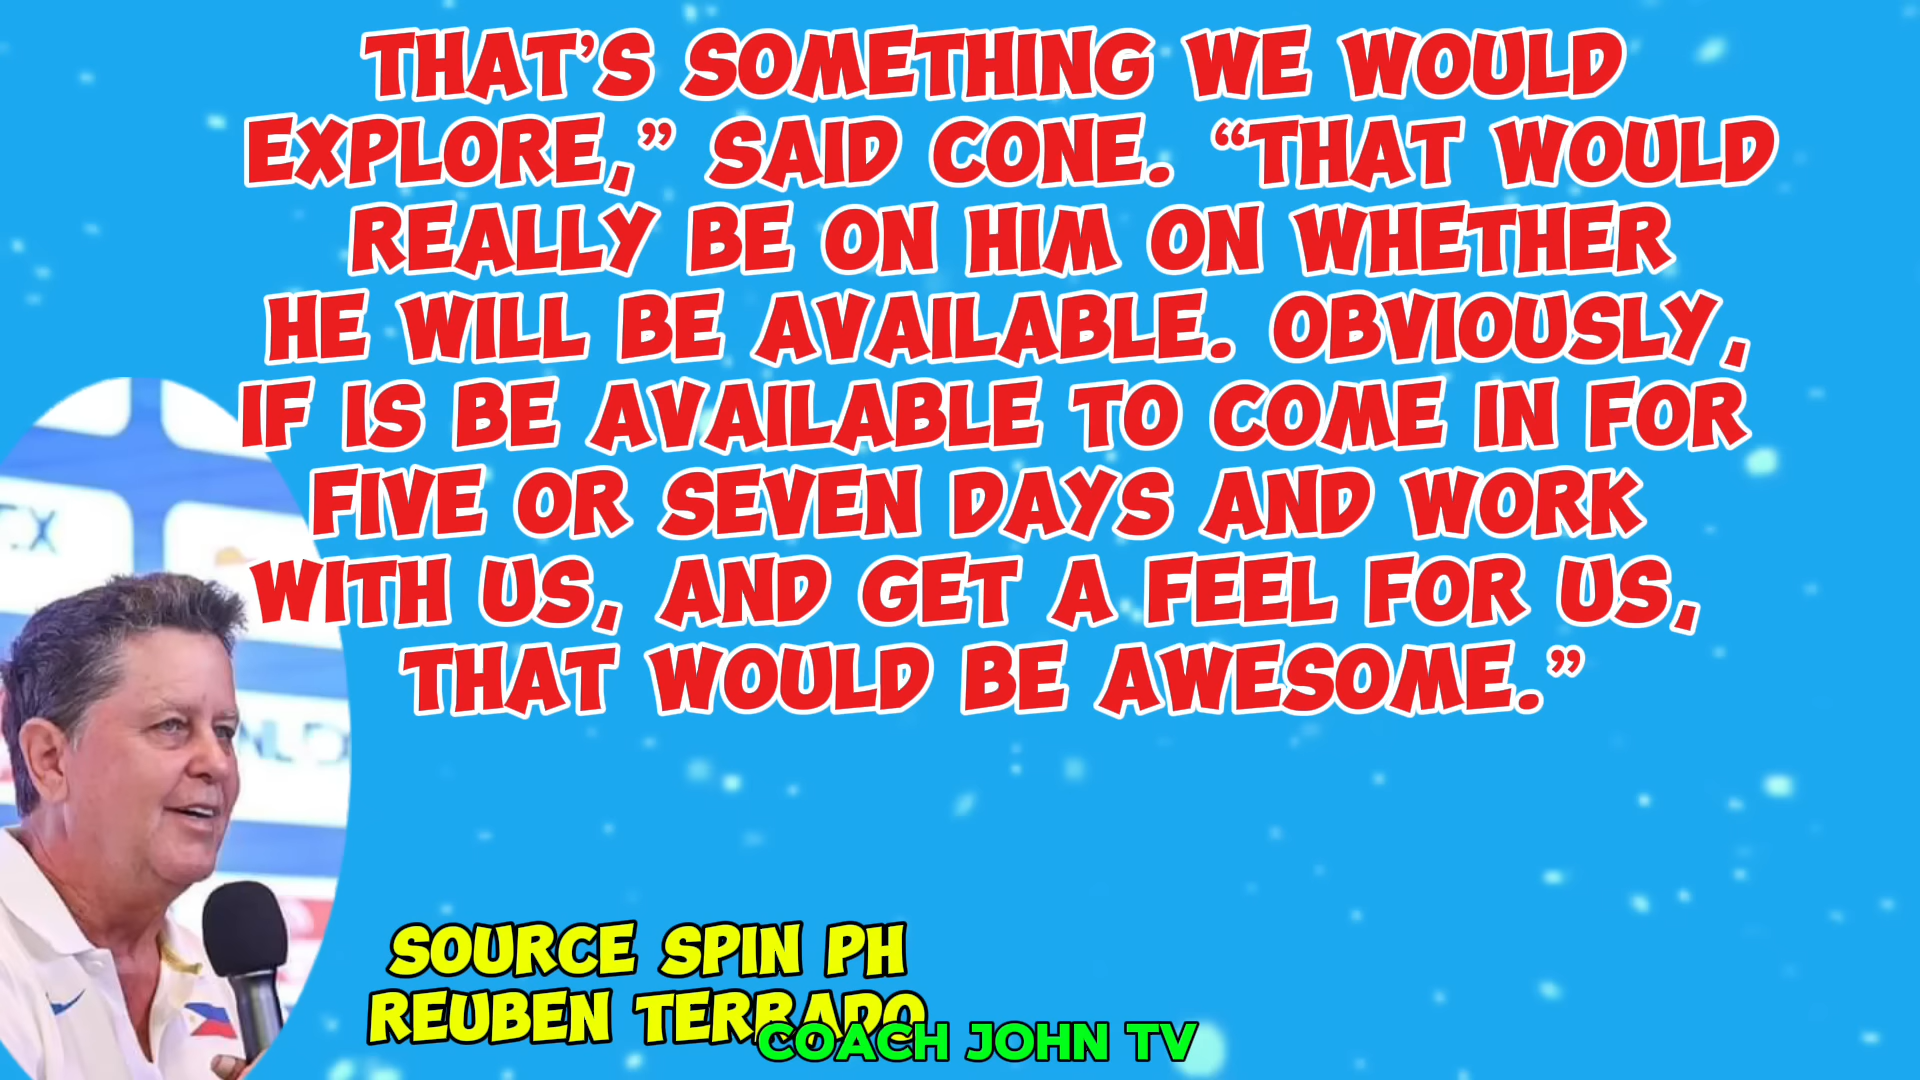 THAT'S SOMETHING WE WOULD
EXPLORE,” SAID CONE. “THAT WOULD
REALLY BE ON HIM ON WHETHER
HE WILL BE AVAILABLE. OBVIOUSLY,
IF IS BE AVAILABLE TO COME IN FOR
FIVE OR SEVEN DAYS AND WORK
WITH US, AND GET A FEEL FOR US,
THAT WOULD BE AWESOME.”
SOURCE SPIN PH
REUBEN TERRADO
COACH JOHN TV